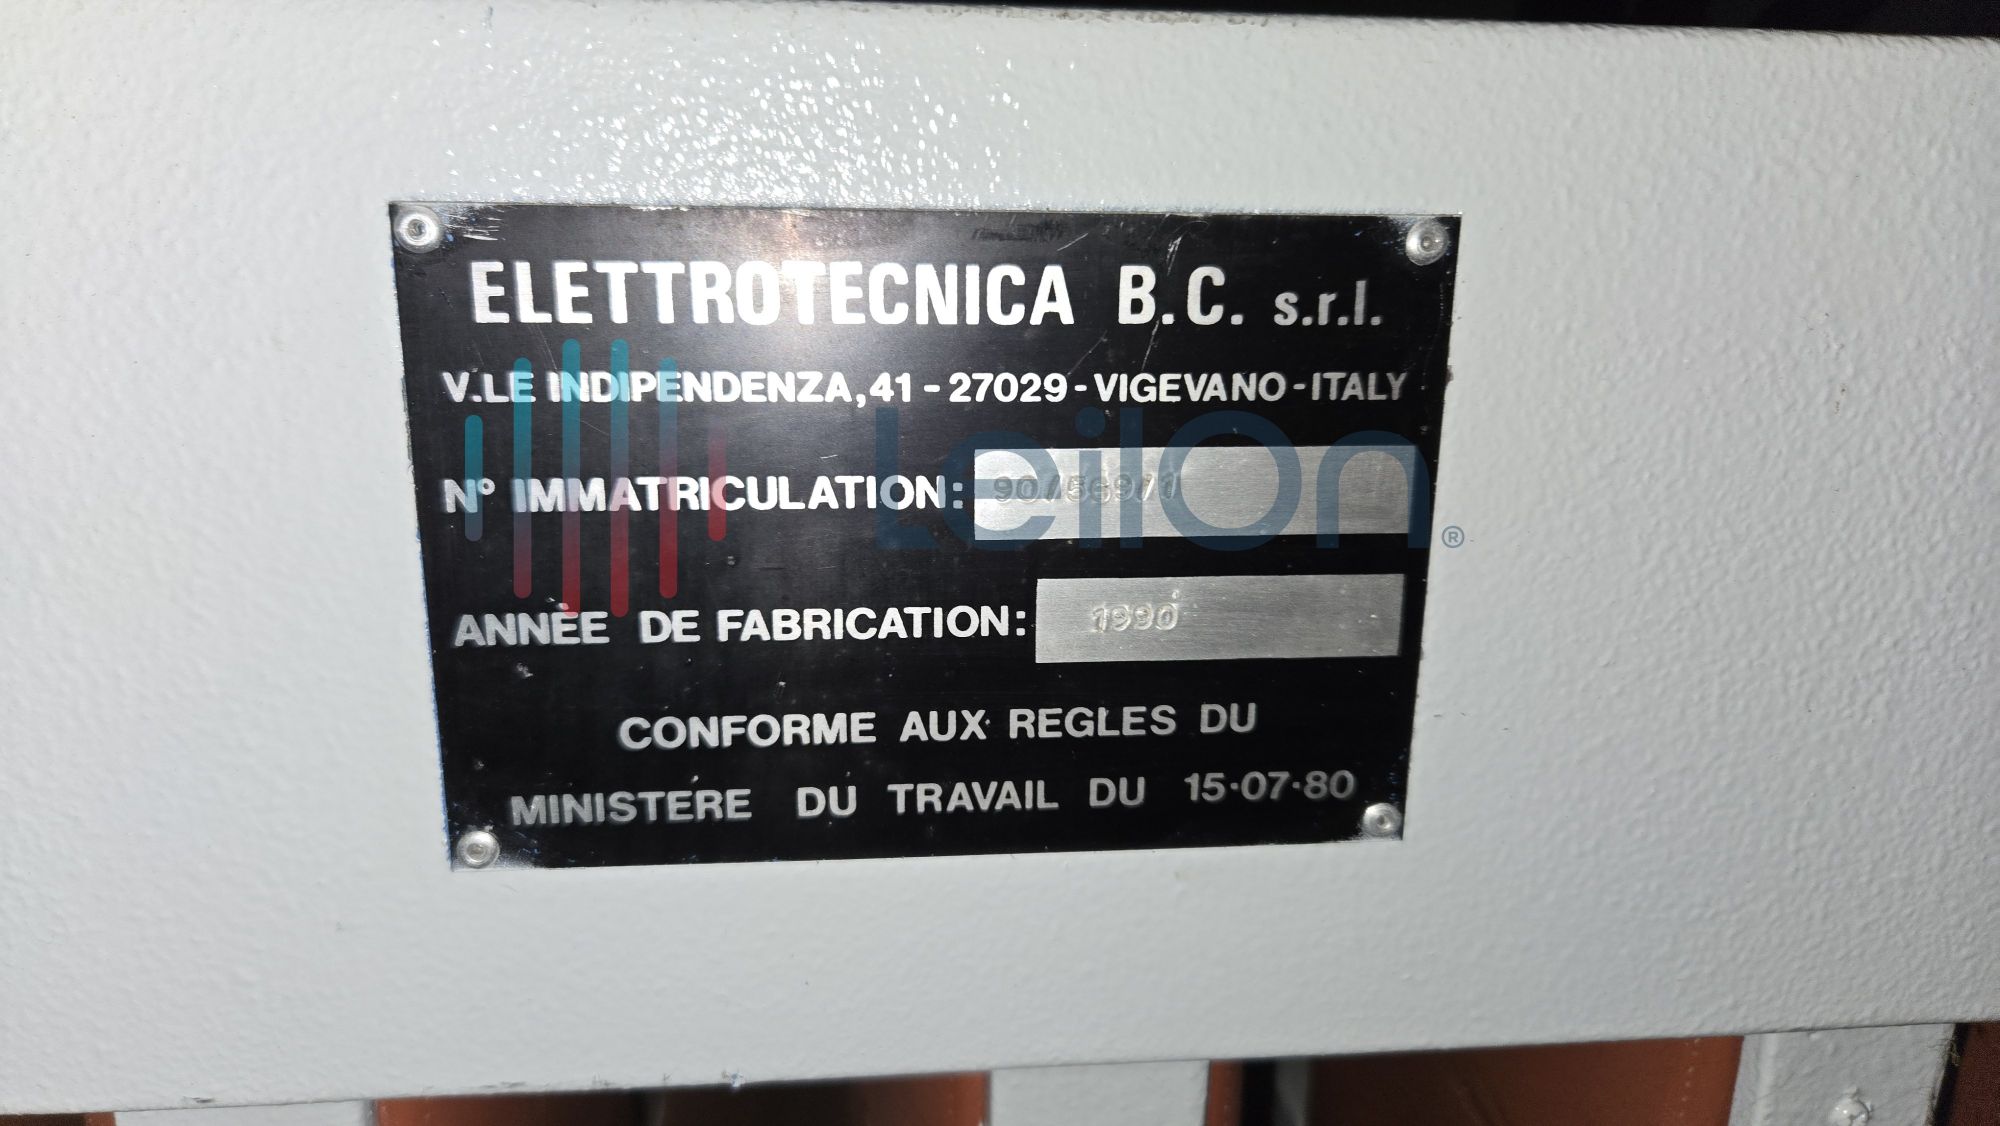 ELETTROTECNICA B.C. s.r.l.
V.LE INDIPENDENZA, 41 - 27029 - VIGEVANO - ITALY
N° IMMATRICULATION:
LeilOn®
ANNÈE DE FABRICATION: 1990
CONFORME AUX REGLES DU
MINISTERE DU TRAVAIL DU 15·07·80